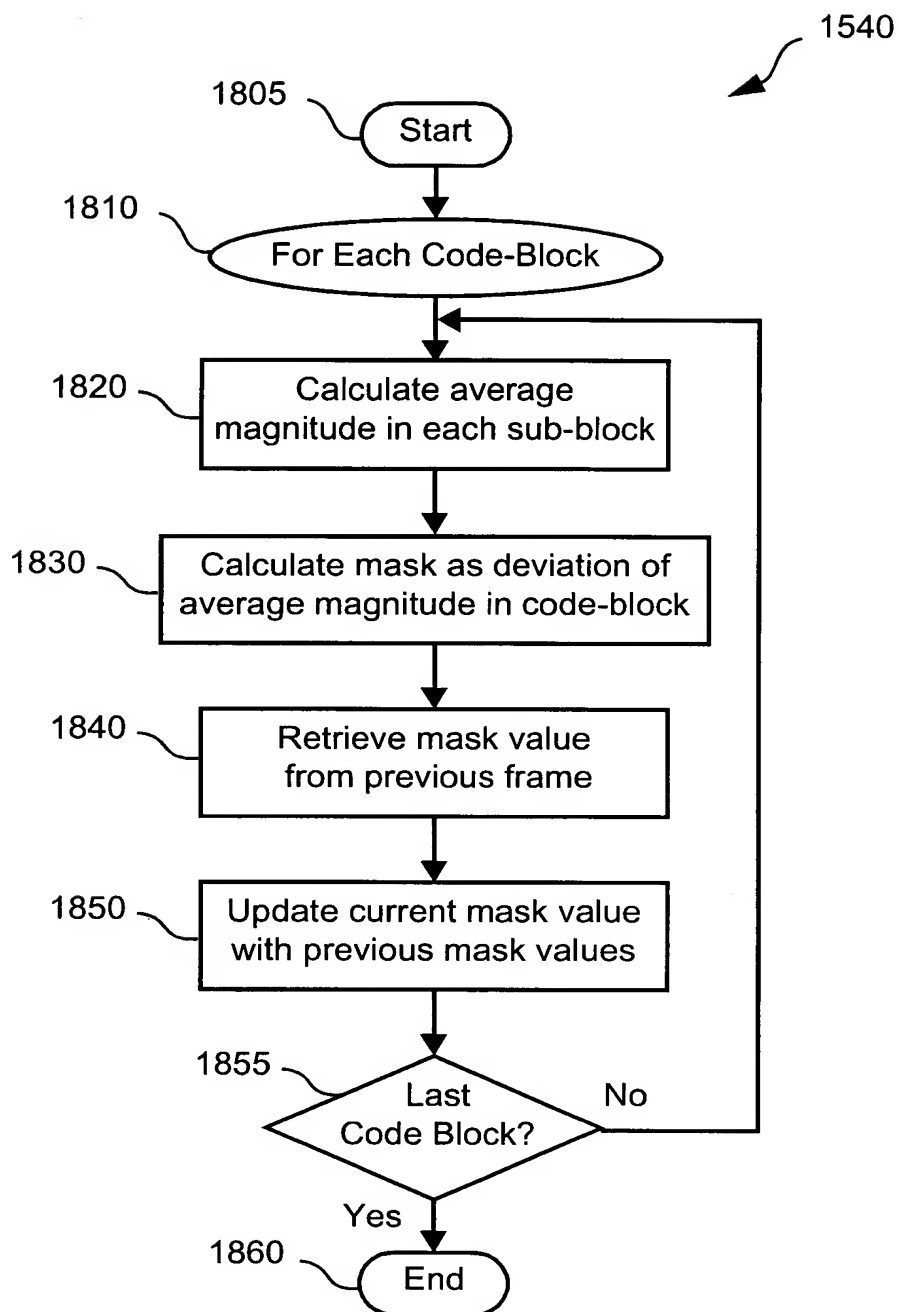 1540
1805
Start
1810
For Each Code-Block
1820
Calculate average
magnitude in each sub-block
1830
Calculate mask as deviation of
average magnitude in code-block
1840
Retrieve mask value
from previous frame
1850
Update current mask value
with previous mask values
1855
Last
Code Block?
No
Yes
1860
End